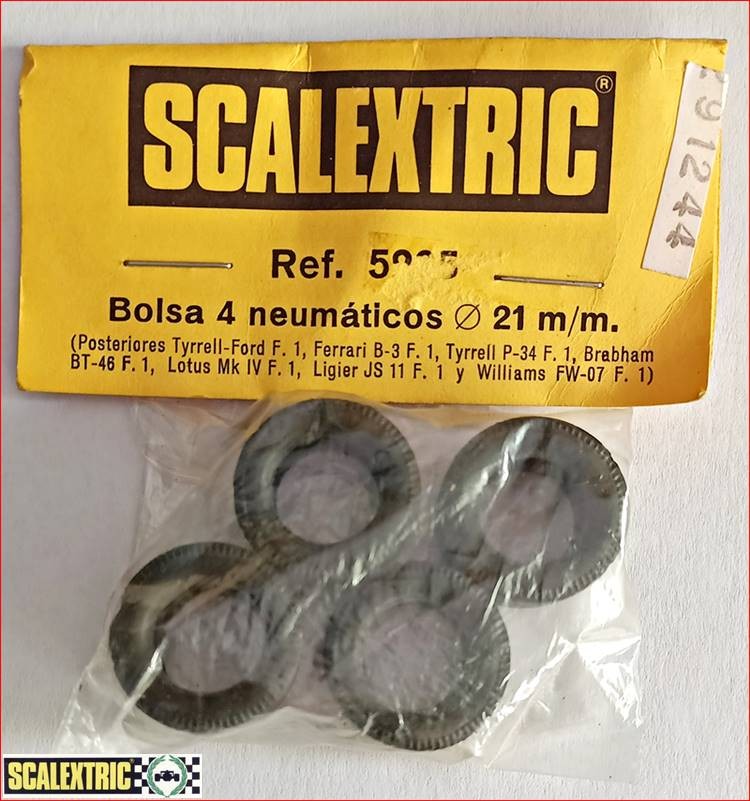 SCALEXTRIC®
291244
Ref.
Bolsa 4 neumáticos Ø 21 m/m.
(Posteriores Tyrrell-Ford F. 1, Ferrari B-3 F. 1, Tyrrell P-34 F. 1, Brabham
BT-46 F. 1, Lotus Mk IV F. 1, Ligier JS 11 F. 1 y Williams FW-07 F. 1)
SCALEXTRIC